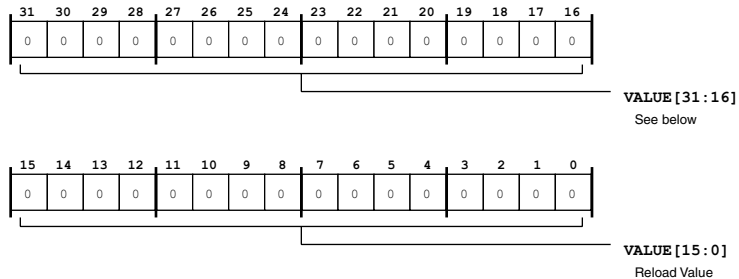 31 30 29 28 27 26 25 24 23 22 21 20 19 18 17 16
0 0 0 0 0 0 0 0 0 0 0 0 0 0 0 0
VALUE[31:16]
See below
15 14 13 12 11 10 9 8 7 6 5 4 3 2 1 0
0 0 0 0 0 0 0 0 0 0 0 0 0 0 0 0
VALUE[15:0]
Reload Value